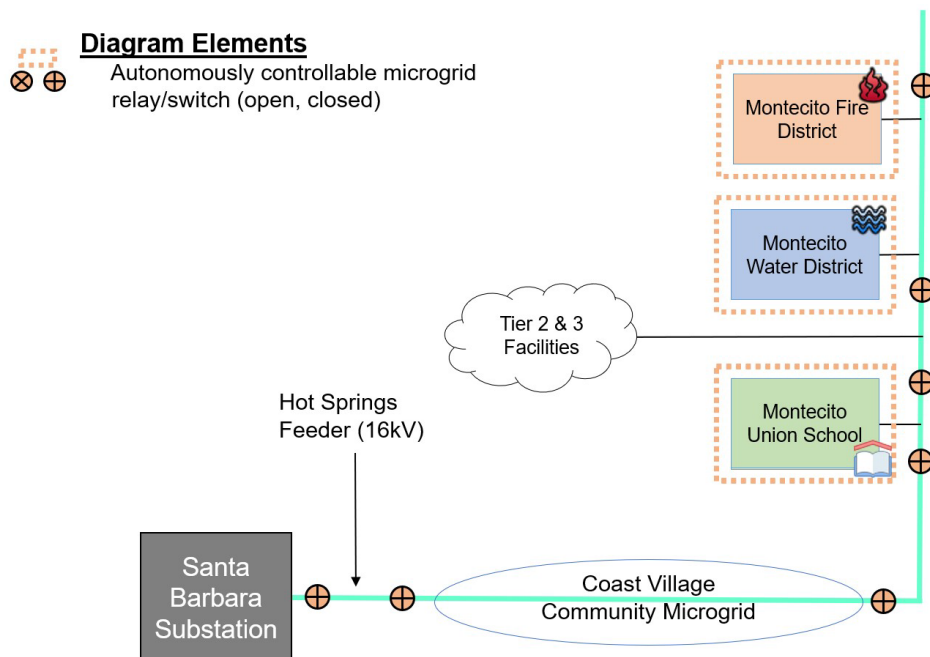 Diagram Elements
Autonomously controllable microgrid
relay/switch (open, closed)
Montecito Fire
District
Montecito
Water District
Tier 2 & 3
Facilities
Montecito
Union School
Hot Springs
Feeder (16kV)
Santa
Barbara
Substation
Coast Village
Community Microgrid